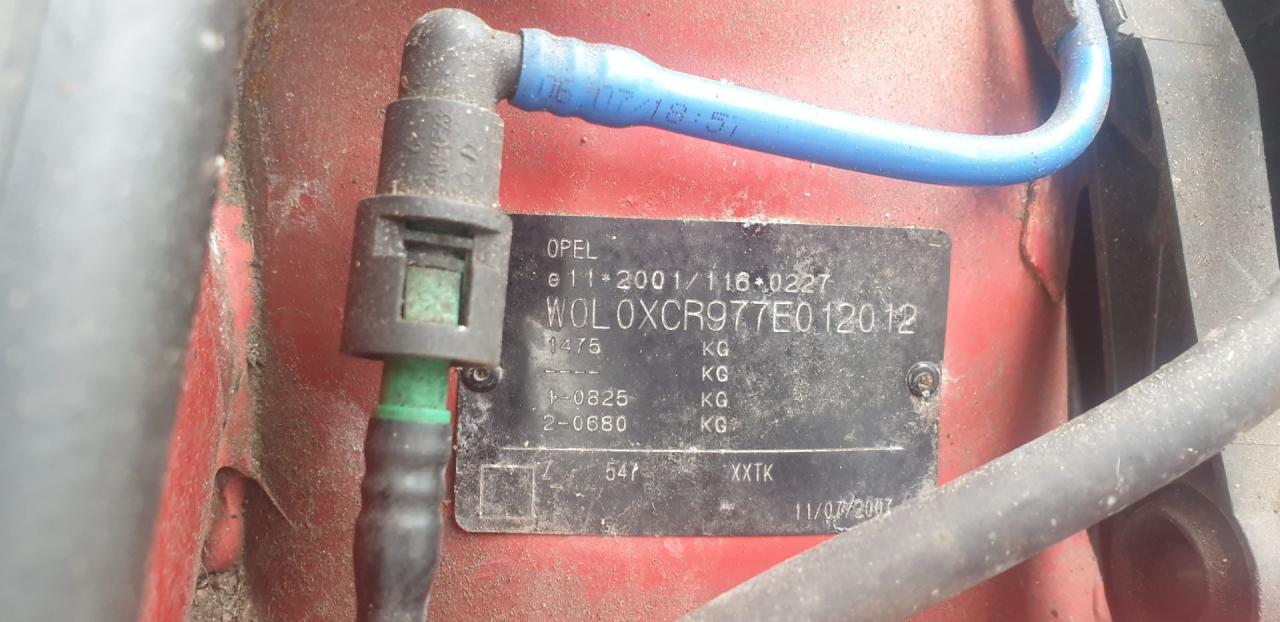 06/07/18:51
OPEL
e11*2001/116*0227
W0L0XCR977E012012
1475 KG
---- KG
1-0825 KG
2-0680 KG
Z 547 XXTK
11/07/2007